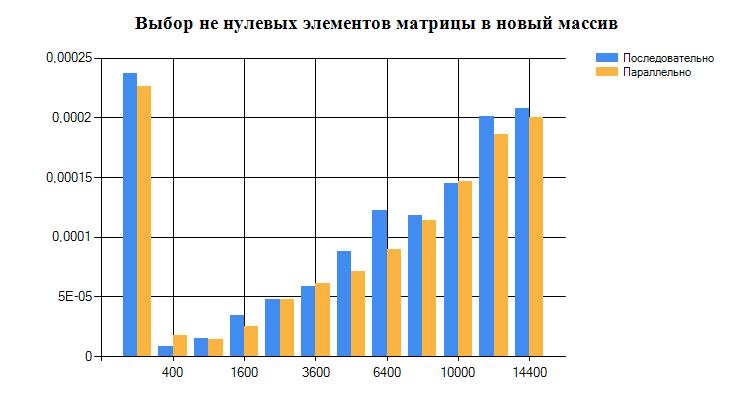 Выбор не нулевых элементов матрицы в новый массив
0,00025
0,0002
0,00015
0,0001
5E-05
0
400
1600
3600
6400
10000
14400
Последовательно
Параллельно